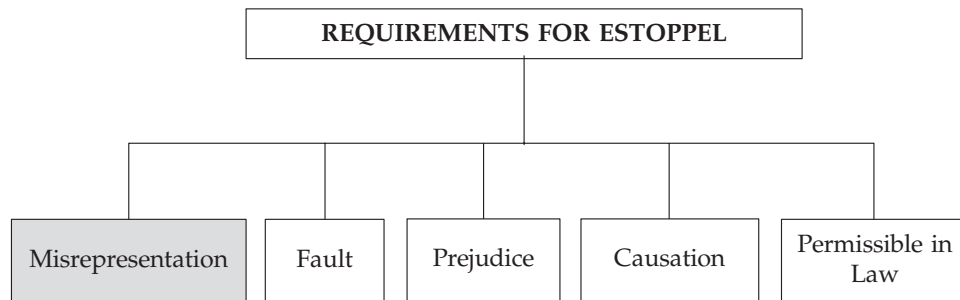 REQUIREMENTS FOR ESTOPPEL
Misrepresentation
Fault
Prejudice
Causation
Permissible in
Law